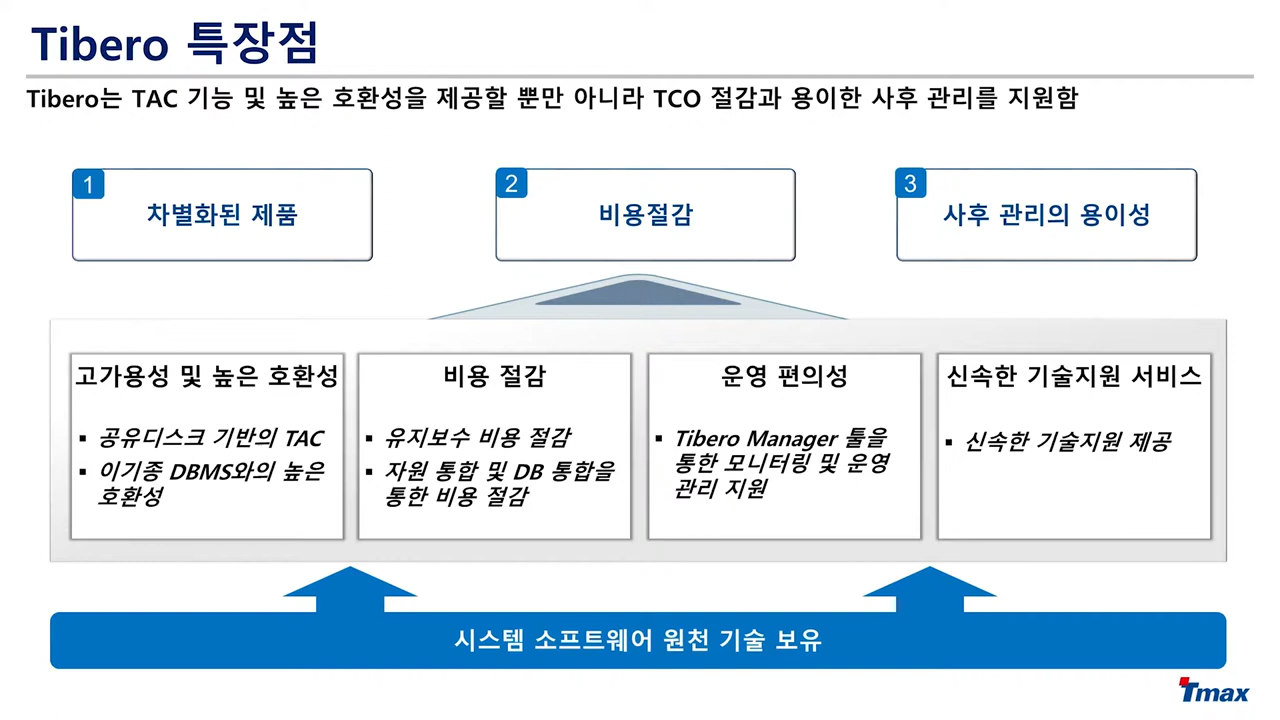 Tibero 특장점
Tibero는 TAC 기능 및 높은 호환성을 제공할 뿐만 아니라 TCO 절감과 용이한 사후 관리를 지원함
1
차별화된 제품
2
비용절감
3
사후 관리의 용이성
고가용성 및 높은 호환성
▪ 공유디스크 기반의 TAC
▪ 이기종 DBMS와의 높은
호환성
비용 절감
▪ 유지보수 비용 절감
▪ 자원 통합 및 DB 통합을
통한 비용 절감
운영 편의성
▪ Tibero Manager 툴을
통한 모니터링 및 운영
관리 지원
신속한 기술지원 서비스
▪ 신속한 기술지원 제공
시스템 소프트웨어 원천 기술 보유
Tmax